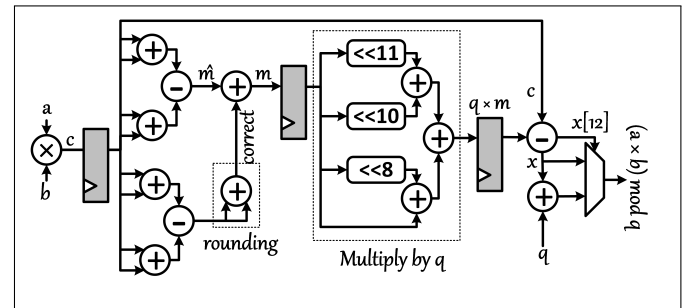 a
×
b
c
+
+
−
m̂
+
m
+
+
−
+
correct
rounding
<<11
<<10
<<8
+
+
+
Multiply by q
q × m
c
−
x[12]
x
+
q
(a × b) mod q